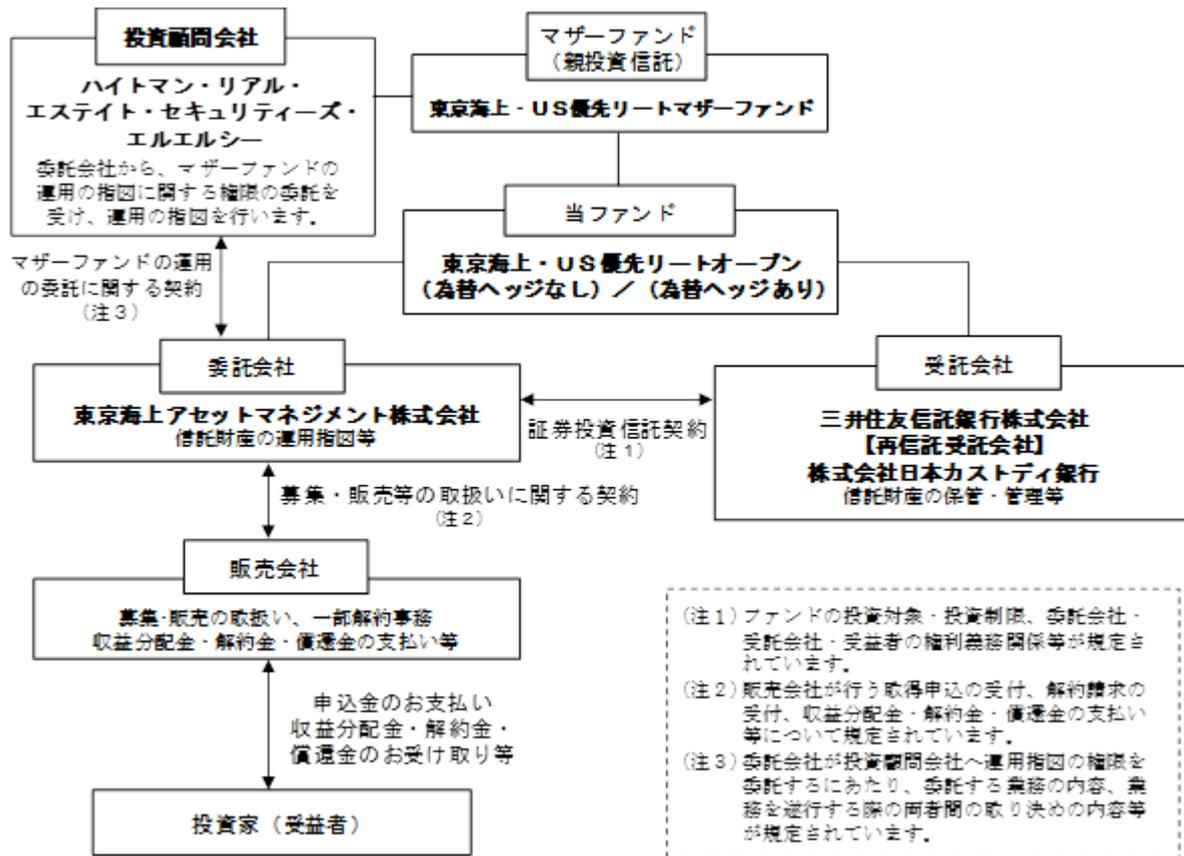 投資顧問会社
ハイトマン・リアル・
エステイト・セキュリティーズ・
エルエルシー
委託会社から、マザーファンドの
運用の指図に関する権限の委託を
受け、運用の指図を行います。
マザーファンド
（親投資信託）
東京海上・US優先リートマザーファンド
当ファンド
東京海上・US優先リートオープン
（為替ヘッジなし）／（為替ヘッジあり）
マザーファンドの運用
の委託に関する契約
（注３）
委託会社
東京海上アセットマネジメント株式会社
信託財産の運用指図等
証券投資信託契約
（注１）
受託会社
三井住友信託銀行株式会社
【再信託受託会社】
株式会社日本カストディ銀行
信託財産の保管・管理等
募集・販売等の取扱いに関する契約
（注２）
販売会社
募集・販売の取扱い、一部解約事務
収益分配金・解約金・償還金の支払い等
申込金のお支払い
収益分配金・解約金・
償還金のお受け取り等
投資家（受益者）
（注１）ファンドの投資対象・投資制限、委託会社・
受託会社・受益者の権利義務関係等が規定さ
れています。
（注２）販売会社が行う取得申込の受付、解約請求の
受付、収益分配金・解約金・償還金の支払い
等について規定されています。
（注３）委託会社が投資顧問会社へ運用指図の権限を
委託するにあたり、委託する業務の内容、業
務を遂行する際の両者間の取り決めの内容等
が規定されています。